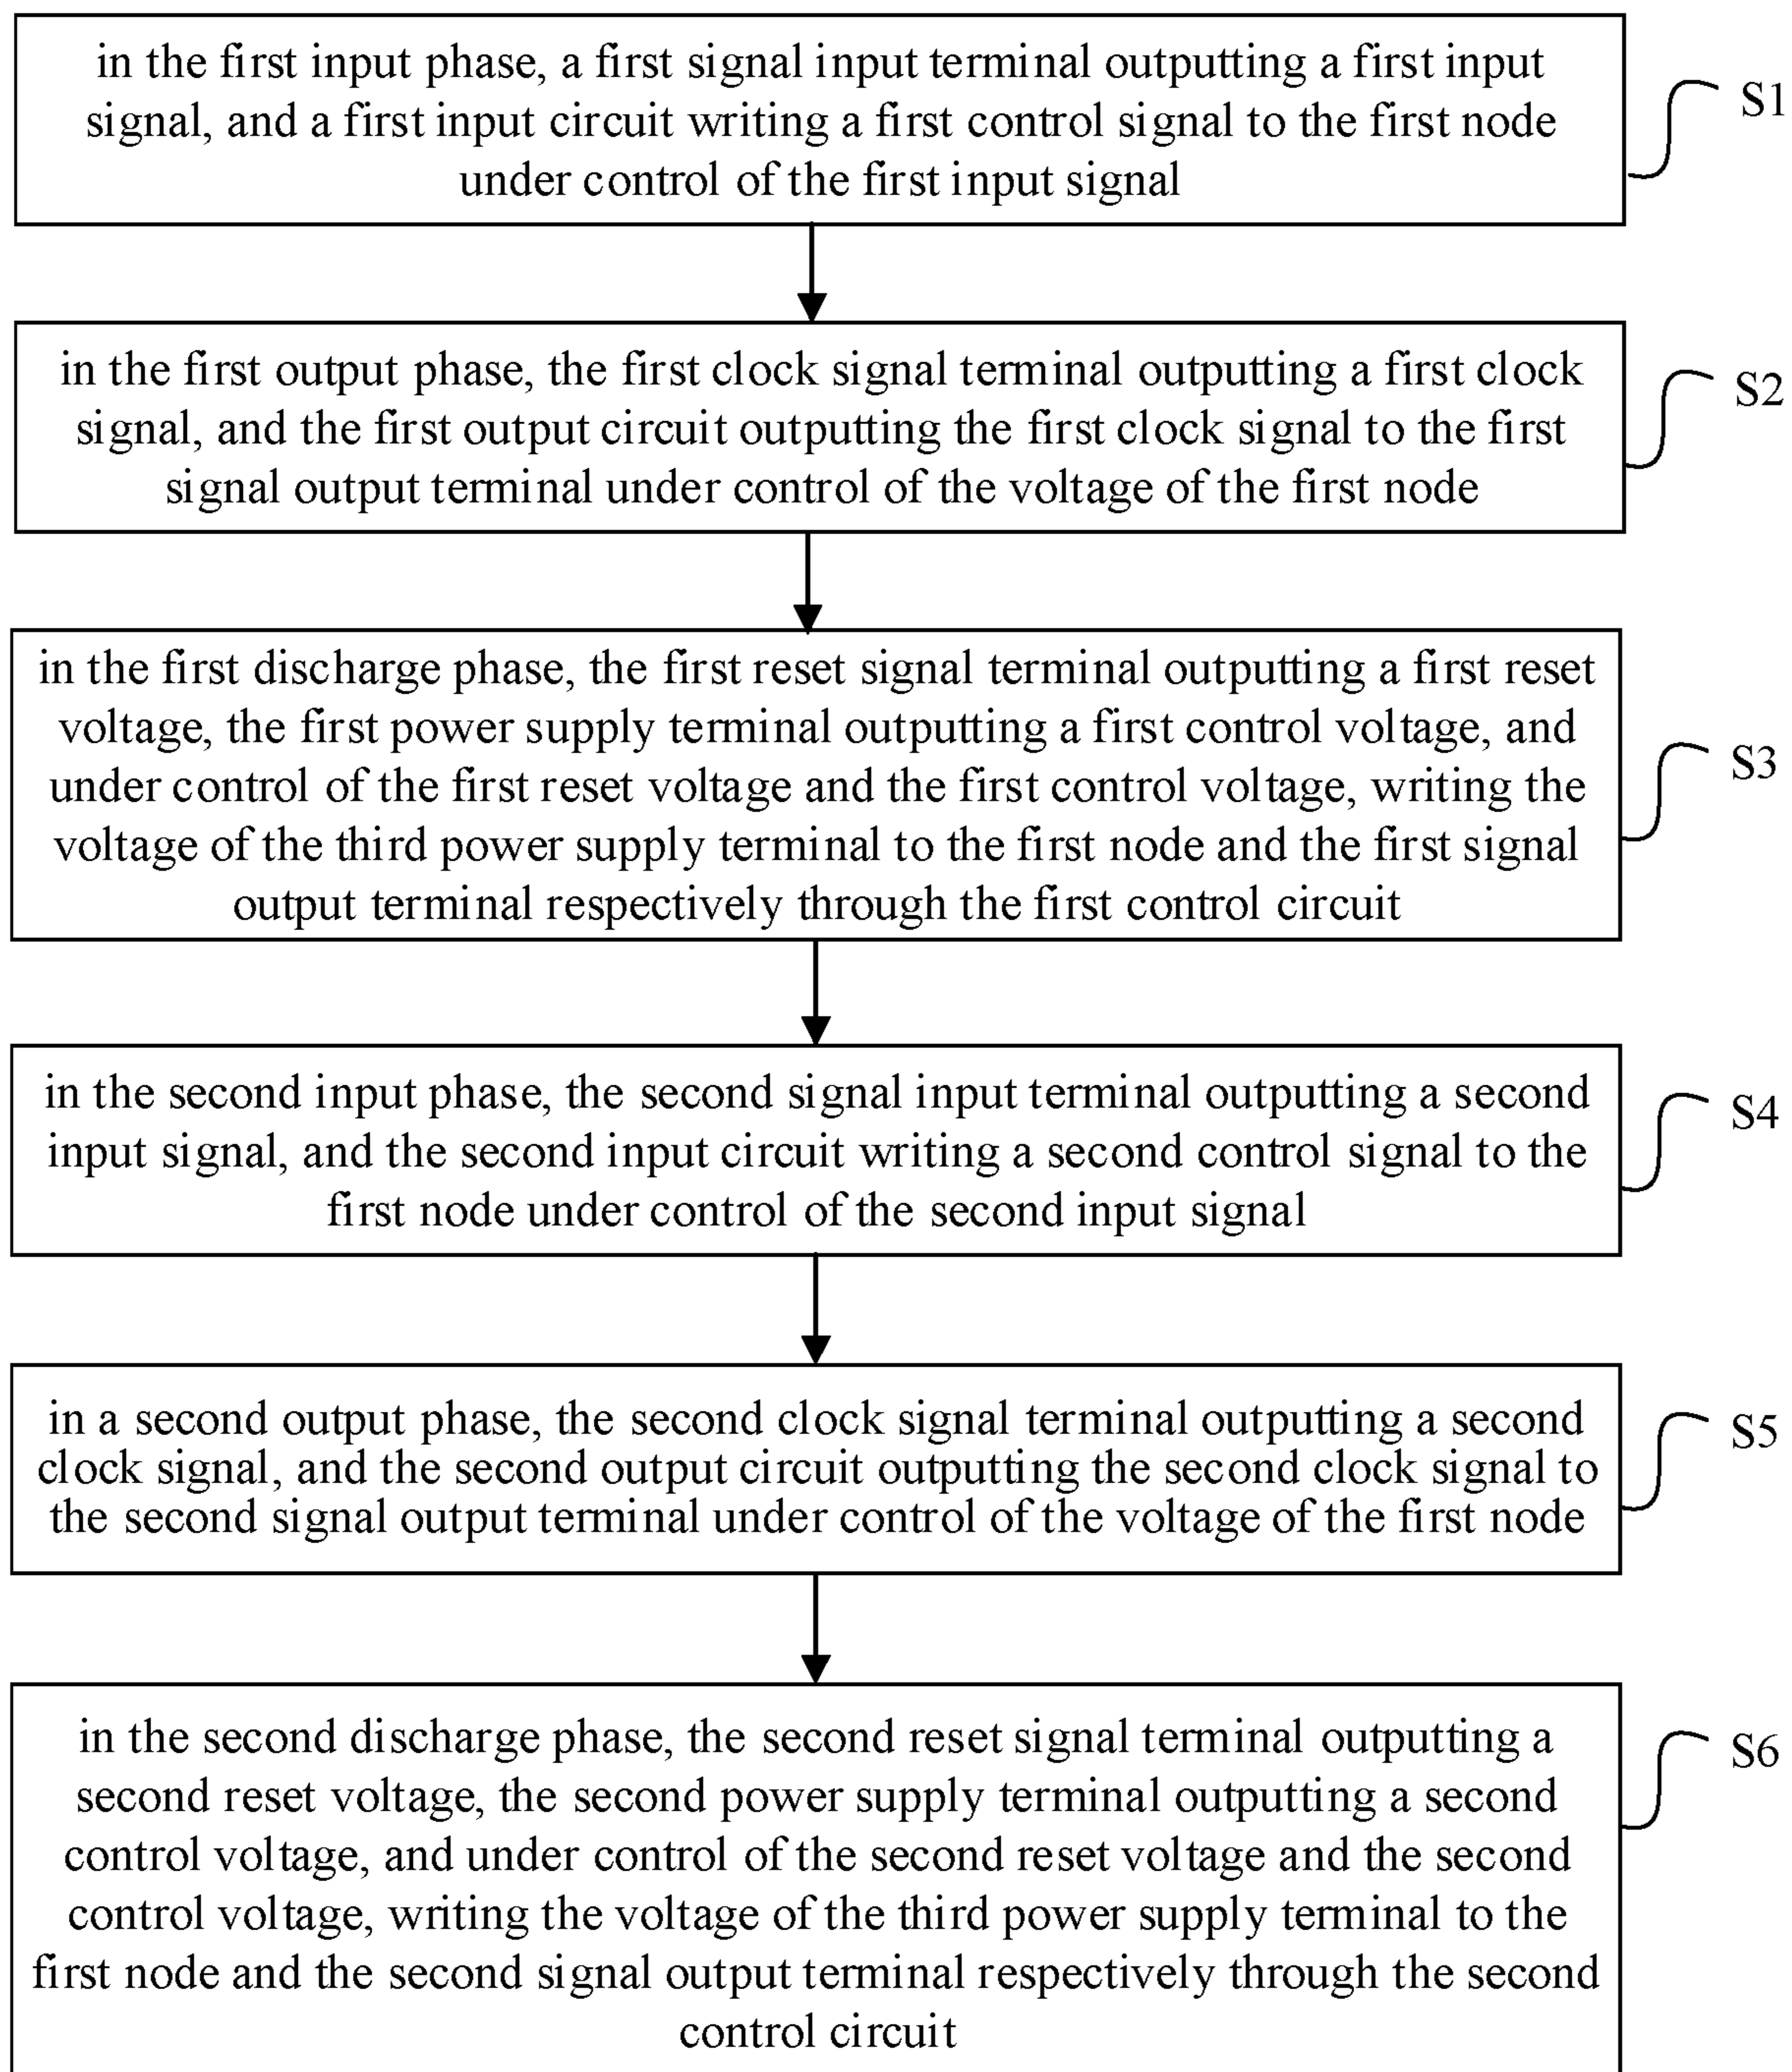 in the first input phase, a first signal input terminal outputting a first input
signal, and a first input circuit writing a first control signal to the first node
under control of the first input signal
S1
in the first output phase, the first clock signal terminal outputting a first clock
signal, and the first output circuit outputting the first clock signal to the first
signal output terminal under control of the voltage of the first node
S2
in the first discharge phase, the first reset signal terminal outputting a first reset
voltage, the first power supply terminal outputting a first control voltage, and
under control of the first reset voltage and the first control voltage, writing the
voltage of the third power supply terminal to the first node and the first signal
output terminal respectively through the first control circuit
S3
in the second input phase, the second signal input terminal outputting a second
input signal, and the second input circuit writing a second control signal to the
first node under control of the second input signal
S4
in a second output phase, the second clock signal terminal outputting a second
clock signal, and the second output circuit outputting the second clock signal to
the second signal output terminal under control of the voltage of the first node
S5
in the second discharge phase, the second reset signal terminal outputting a
second reset voltage, the second power supply terminal outputting a second
control voltage, and under control of the second reset voltage and the second
control voltage, writing the voltage of the third power supply terminal to the
first node and the second signal output terminal respectively through the second
control circuit
S6